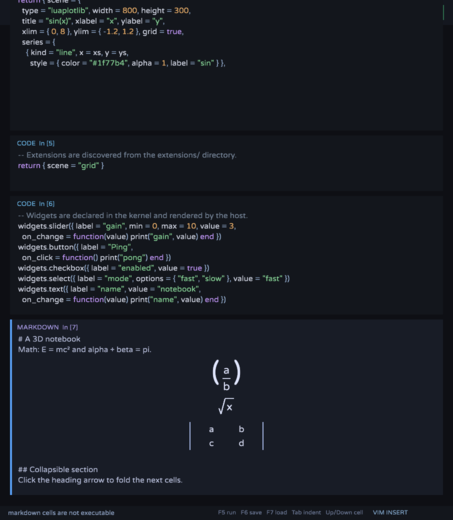 return { scene = {
type = "luaplotlib", width = 800, height = 300,
title = "sin(x)", xlabel = "x", ylabel = "y",
xlim = { 0, 8 }, ylim = { -1.2, 1.2 }, grid = true,
series = {
{ kind = "line", x = xs, y = ys,
style = { color = "#1f77b4", alpha = 1, label = "sin" } },
CODE In [5]
-- Extensions are discovered from the extensions/ directory.
return { scene = "grid" }
CODE In [6]
-- Widgets are declared in the kernel and rendered by the host.
widgets.slider({ label = "gain", min = 0, max = 10, value = 3,
on_change = function(value) print("gain", value) end })
widgets.button({ label = "Ping",
on_click = function() print("pong") end })
widgets.checkbox({ label = "enabled", value = true })
widgets.select({ label = "mode", options = { "fast", "slow" }, value = "fast" })
widgets.text({ label = "name", value = "notebook",
on_change = function(value) print("name", value) end })
MARKDOWN In [7]
# A 3D notebook
Math: E = mc² and alpha + beta = pi.
(a/b)
√x
a b
c d
## Collapsible section
Click the heading arrow to fold the next cells.
markdown cells are not executable F5 run F6 save F7 load Tab indent Up/Down cell VIM INSERT